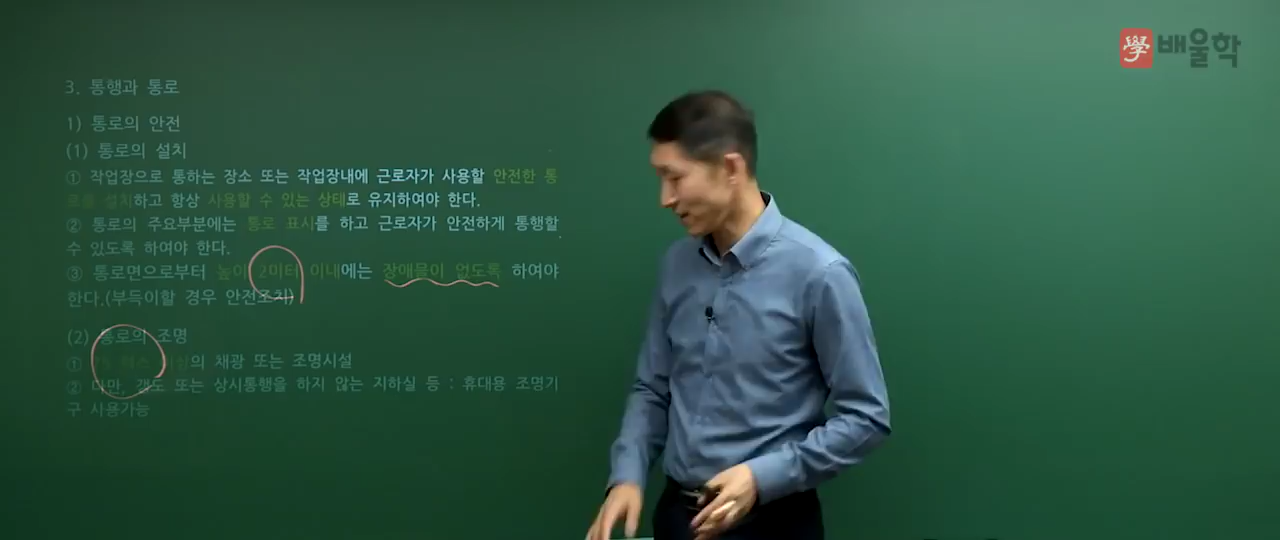 學 배울학
3. 통행과 통로
1) 통로의 안전
(1) 통로의 설치
① 작업장으로 통하는 장소 또는 작업장내에 근로자가 사용할 안전한 통
로를 설치하고 항상 사용할 수 있는 상태로 유지하여야 한다.
② 통로의 주요부분에는 통로 표시를 하고 근로자가 안전하게 통행할
수 있도록 하여야 한다.
③ 통로면으로부터 높이 2미터 이내에는 장애물이 없도록 하여야
한다.(부득이할 경우 안전조치)
(2) 통로의 조명
① 이상의 채광 또는 조명시설
② 다만, 갱도 또는 상시통행을 하지 않는 지하실 등 : 휴대용 조명기
구 사용가능